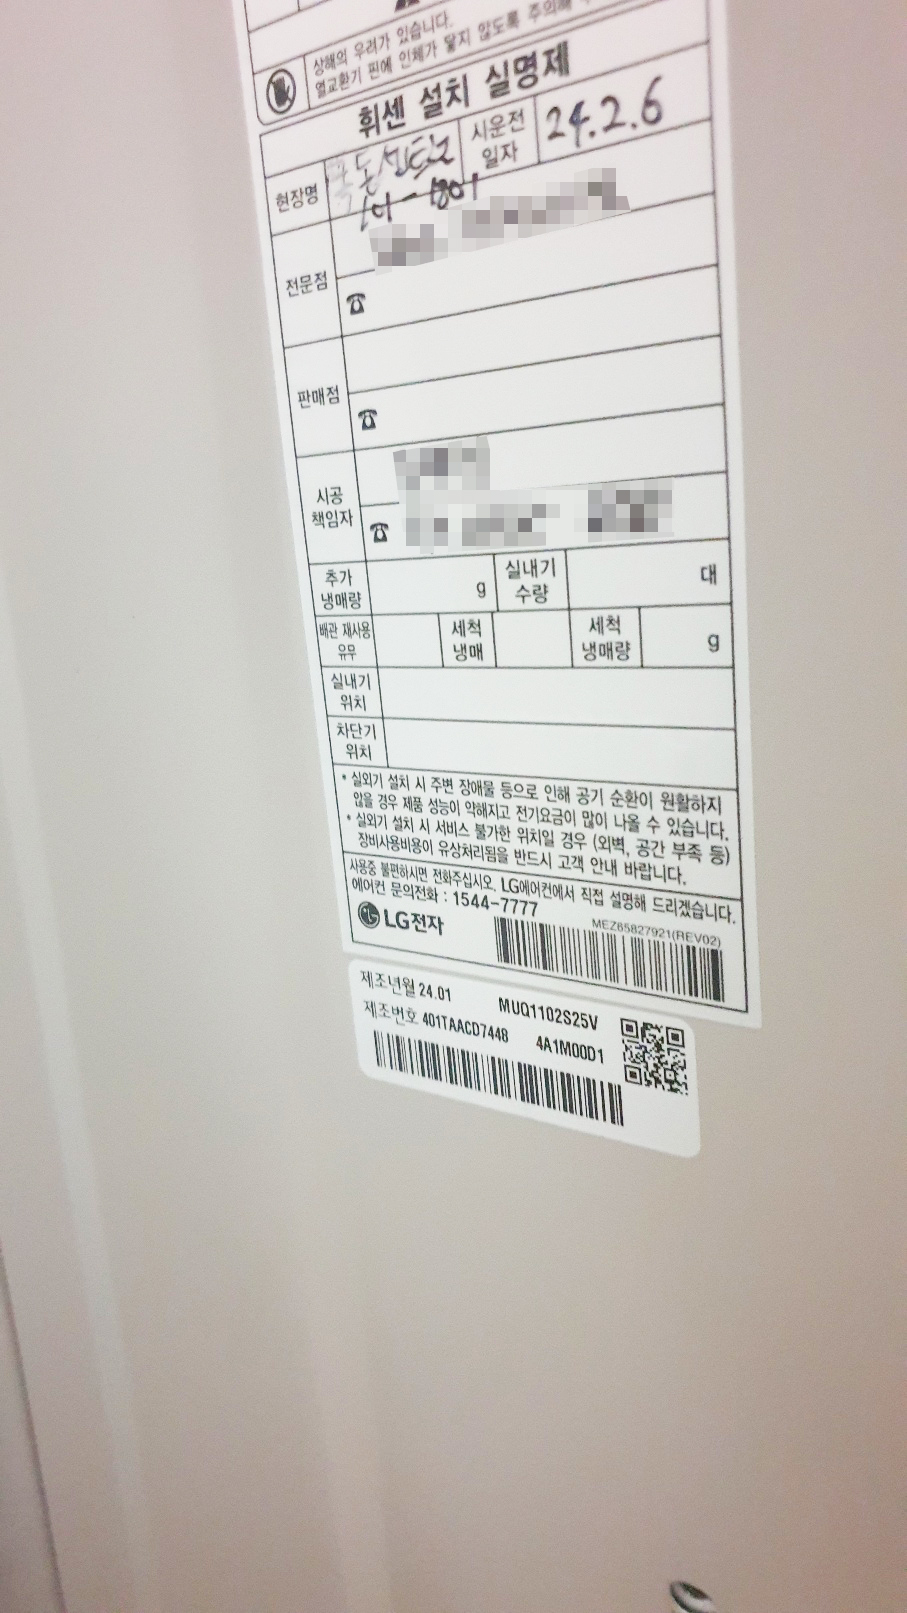 상해의 우려가 있습니다.
열교환기 핀에 인체가 닿지 않도록 주의해
휘센 설치 실명제
현장명 101-1801 시운전 일자 24.2.6
전문점
☎
판매점
☎
시공 책임자
☎
추가 냉매량 g 실내기 수량 대
배관 재사용 유무 세척 냉매 세척 냉매량 g
실내기 위치
차단기 위치
* 실외기 설치 시 주변 장애물 등으로 인해 공기 순환이 원활하지
않을 경우 제품 성능이 약해지고 전기요금이 많이 나올 수 있습니다.
* 실외기 설치 시 서비스 불가한 위치일 경우 (외벽, 공간 부족 등)
장비사용비용이 유상처리됨을 반드시 고객 안내 바랍니다.
사용중 불편하시면 전화주십시오. LG에어컨에서 직접 설명해 드리겠습니다.
에어컨 문의전화 : 1544-7777
LG전자 MEZ65827921(REV02)
제조년월 24.01 MUQ1102S25V
제조번호 401TAACD7448 4A1M00D1